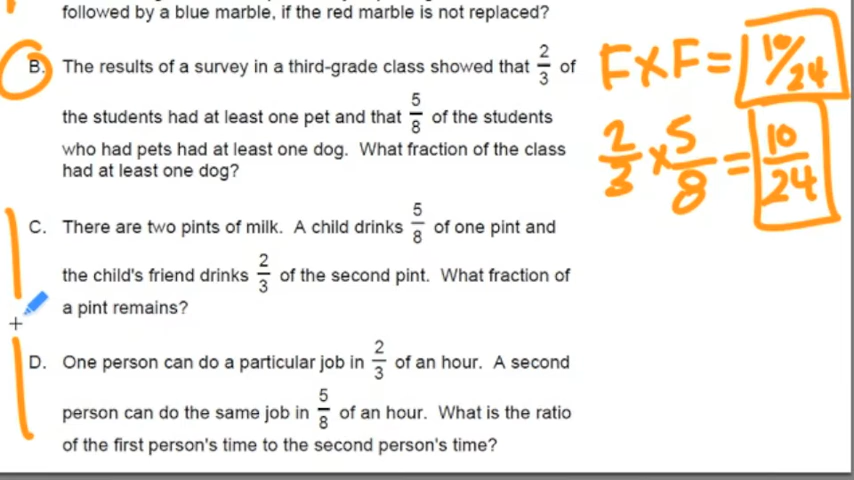 followed by a blue marble, if the red marble is not replaced?
B. The results of a survey in a third-grade class showed that 2/3 of
the students had at least one pet and that 5/8 of the students
who had pets had at least one dog. What fraction of the class
had at least one dog?
C. There are two pints of milk. A child drinks 5/8 of one pint and
the child's friend drinks 2/3 of the second pint. What fraction of
a pint remains?
D. One person can do a particular job in 2/3 of an hour. A second
person can do the same job in 5/8 of an hour. What is the ratio
of the first person's time to the second person's time?
F×F = 10/24
2/3 × 5/8 = 10/24